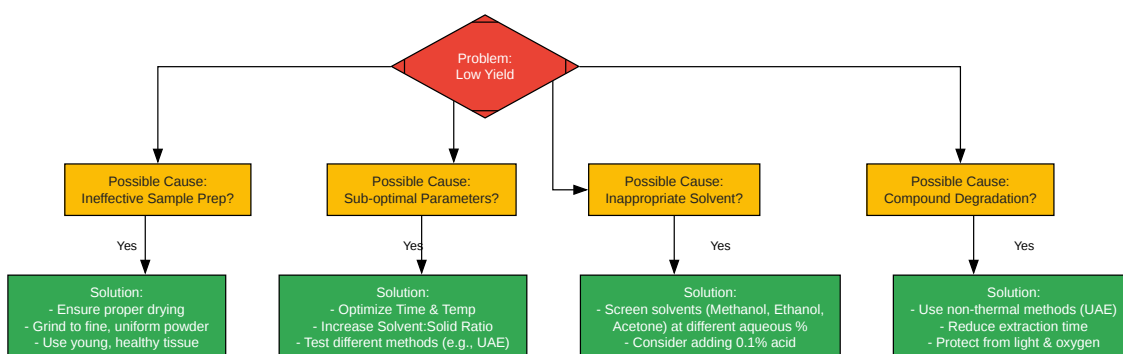 Problem:
Low Yield
Possible Cause:
Ineffective Sample Prep?
Possible Cause:
Sub-optimal Parameters?
Possible Cause:
Inappropriate Solvent?
Possible Cause:
Compound Degradation?
Yes
Yes
Yes
Yes
Solution:
- Ensure proper drying
- Grind to fine, uniform powder
- Use young, healthy tissue
Solution:
- Optimize Time & Temp
- Increase Solvent:Solid Ratio
- Test different methods (e.g., UAE)
Solution:
- Screen solvents (Methanol, Ethanol,
Acetone) at different aqueous %
- Consider adding 0.1% acid
Solution:
- Use non-thermal methods (UAE)
- Reduce extraction time
- Protect from light & oxygen